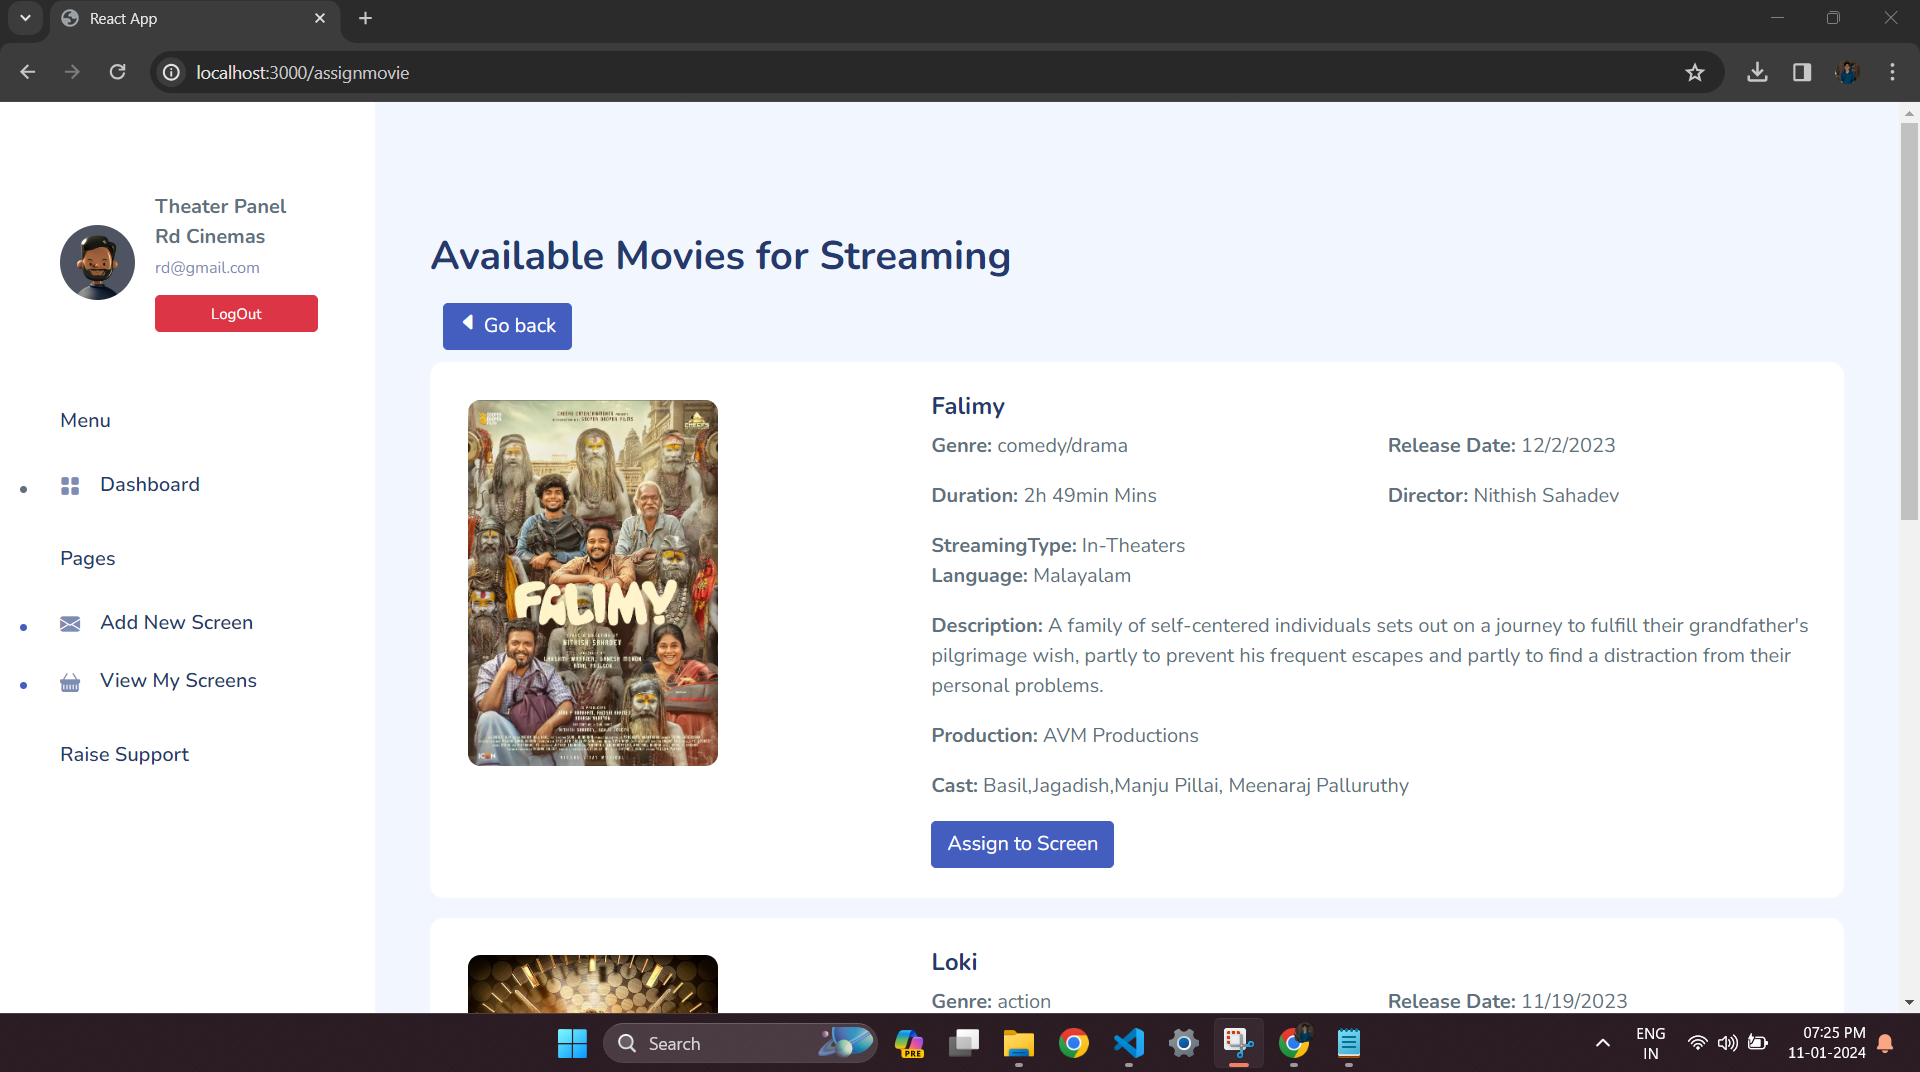 React App
localhost:3000/assignmovie
Theater Panel
Rd Cinemas
rd@gmail.com
LogOut
Menu
Dashboard
Pages
Add New Screen
View My Screens
Raise Support
Available Movies for Streaming
Go back
FALIMY
NITHISH SAHADEV
Falimy
Genre: comedy/drama
Release Date: 12/2/2023
Duration: 2h 49min Mins
Director: Nithish Sahadev
StreamingType: In-Theaters
Language: Malayalam
Description: A family of self-centered individuals sets out on a journey to fulfill their grandfather's
pilgrimage wish, partly to prevent his frequent escapes and partly to find a distraction from their
personal problems.
Production: AVM Productions
Cast: Basil,Jagadish,Manju Pillai, Meenaraj Palluruthy
Assign to Screen
Loki
Genre: action
Release Date: 11/19/2023
Search
PRE
ENG
IN
07:25 PM
11-01-2024